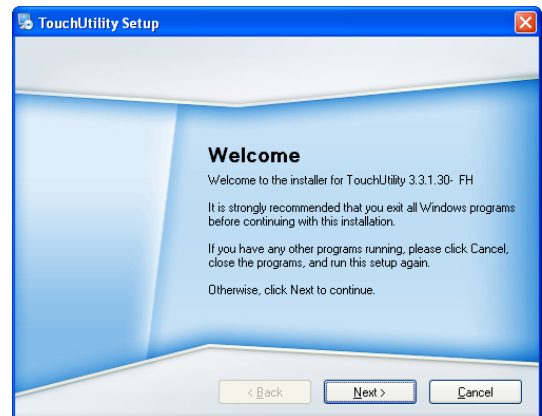 TouchUtility Setup
Welcome
Welcome to the installer for TouchUtility 3.3.1.30- FH
It is strongly recommended that you exit all Windows programs
before continuing with this installation.
If you have any other programs running, please click Cancel,
close the programs, and run this setup again.
Otherwise, click Next to continue.
< Back Next > Cancel